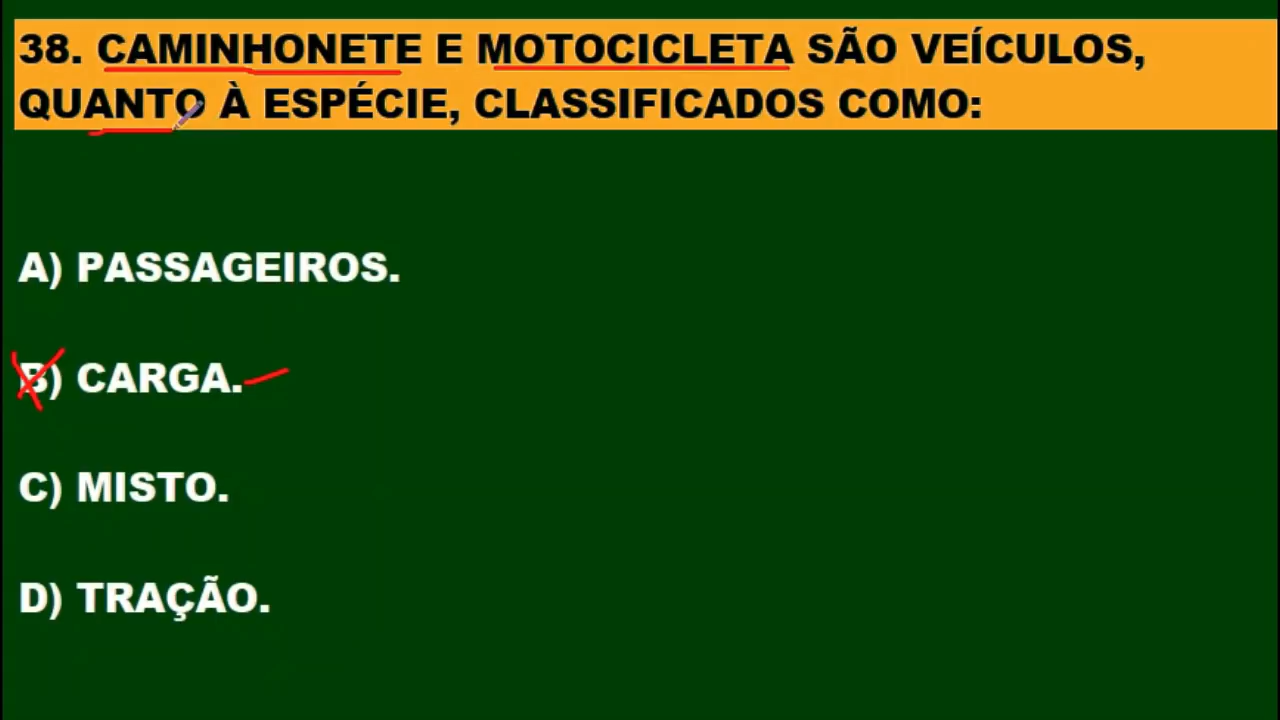 38. CAMINHONETE E MOTOCICLETA SÃO VEÍCULOS,
QUANTO À ESPÉCIE, CLASSIFICADOS COMO:
A) PASSAGEIROS.
B) CARGA.
C) MISTO.
D) TRAÇÃO.